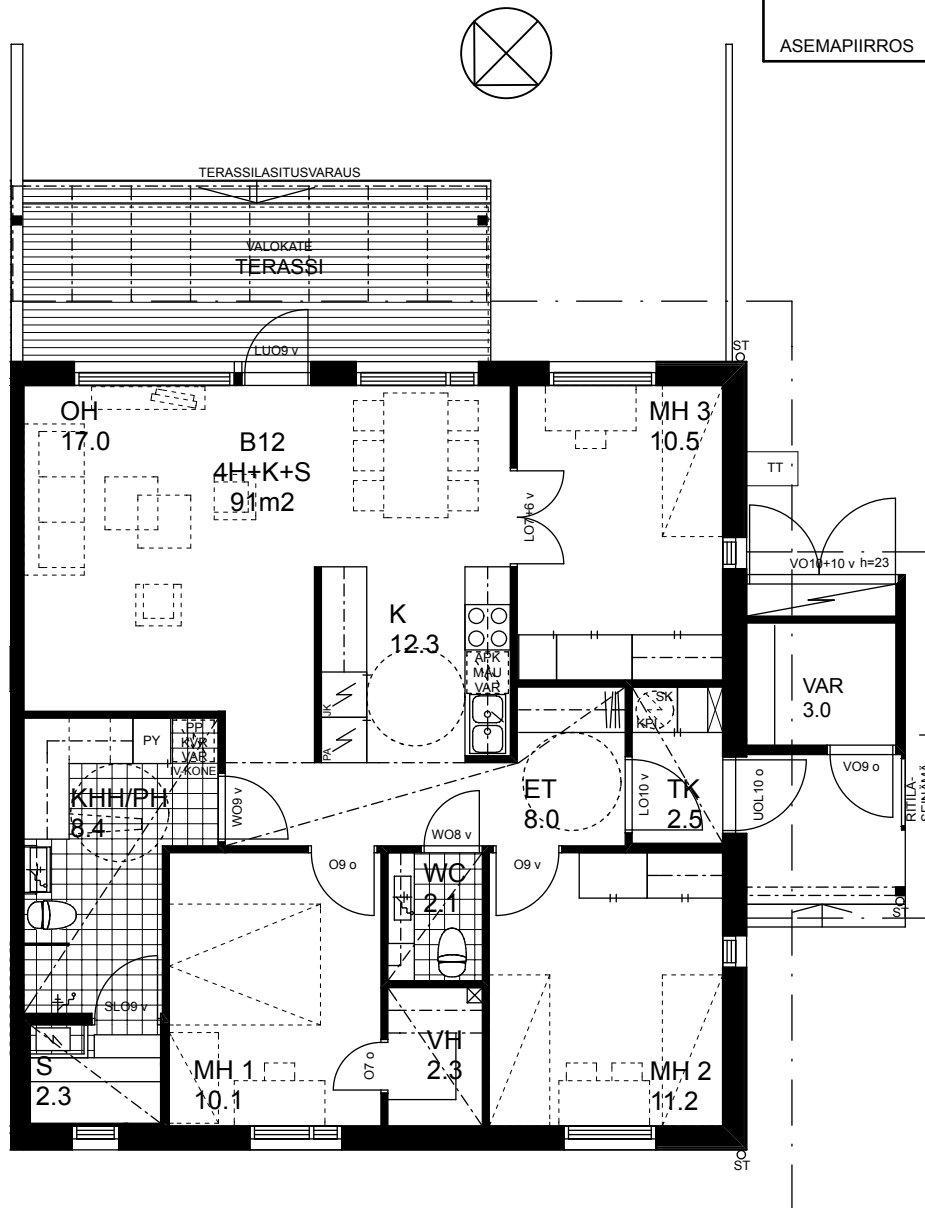 ASEMAPIIRROS
TERASSILASITUSVARAUS
VALOKATE
TERASSI
LUO9 v
ST
OH
17.0
B12
4H+K+S
91m2
MH 3
10.5
TT
LO7+6 v
VO10+10 v h=23
K
12.3
APK
MAU
VAR
JK
PA
VAR
3.0
SK
KPI
PY
PP
KVR
VAR
IV-KONE
KHH/PH
8.4
WO9 v
ET
8.0
LO10 v
TK
2.5
UOL10 o
VO9 o
RITILÄ-
SEINÄMÄ
WO8 v
O9 o
WC
2.1
O9 v
ST
SLO9 v
S
2.3
MH 1
10.1
O7 o
VH
2.3
MH 2
11.2
ST